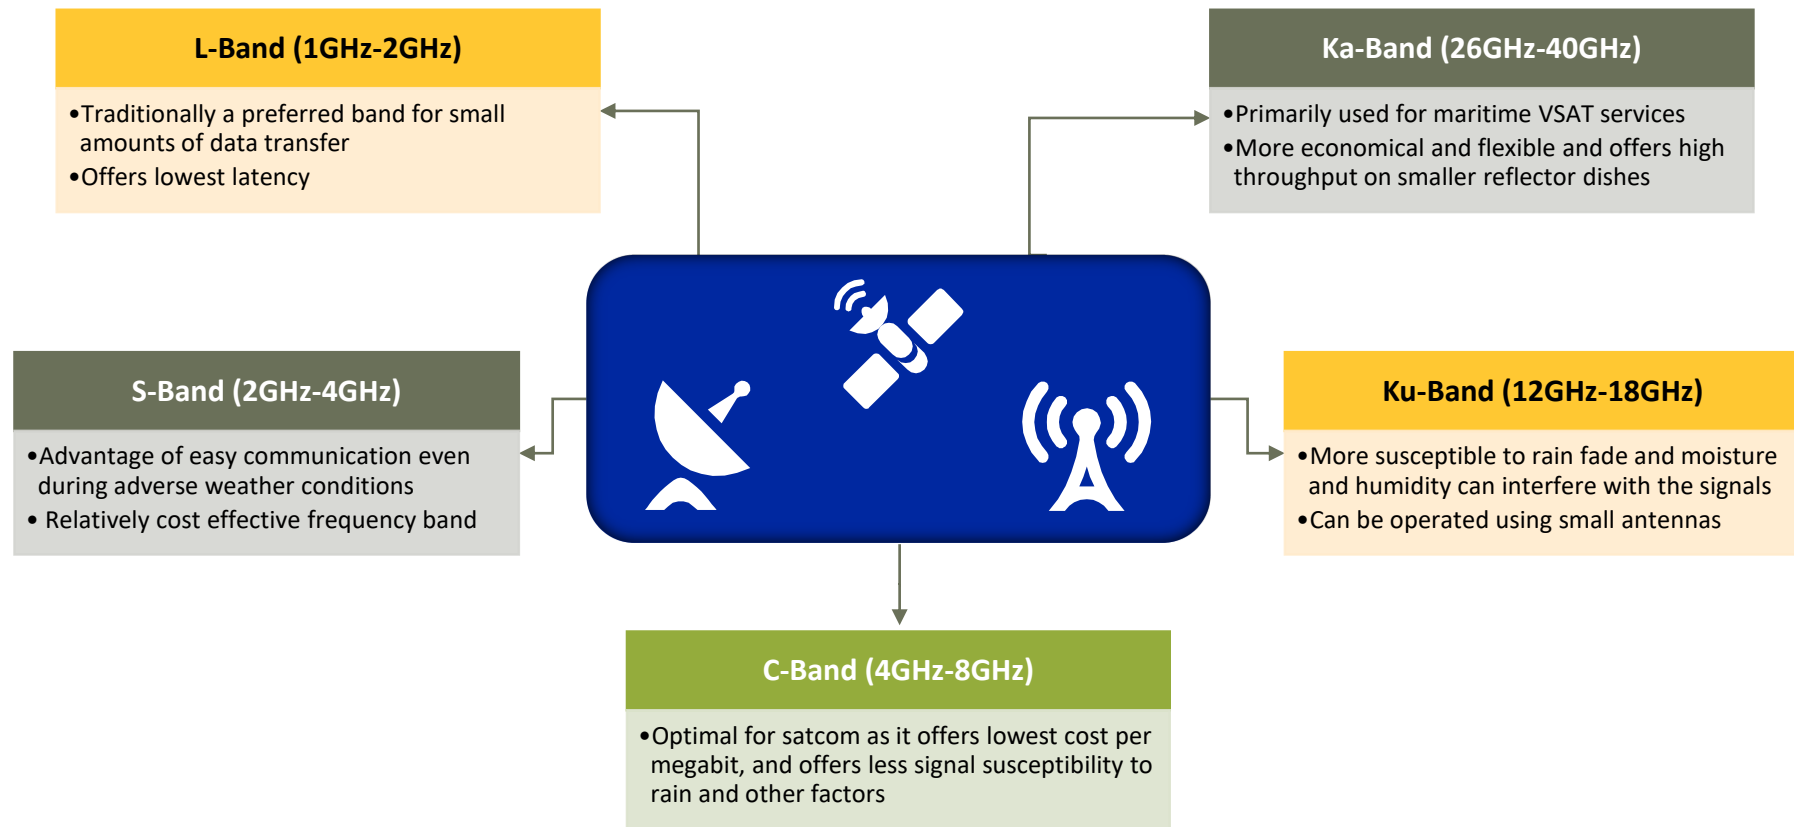 L-Band (1GHz-2GHz)
•Traditionally a preferred band for small
amounts of data transfer
•Offers lowest latency
Ka-Band (26GHz-40GHz)
•Primarily used for maritime VSAT services
•More economical and flexible and offers high
throughput on smaller reflector dishes
S-Band (2GHz-4GHz)
•Advantage of easy communication even
during adverse weather conditions
• Relatively cost effective frequency band
Ku-Band (12GHz-18GHz)
•More susceptible to rain fade and moisture
and humidity can interfere with the signals
•Can be operated using small antennas
C-Band (4GHz-8GHz)
•Optimal for satcom as it offers lowest cost per
megabit, and offers less signal susceptibility to
rain and other factors